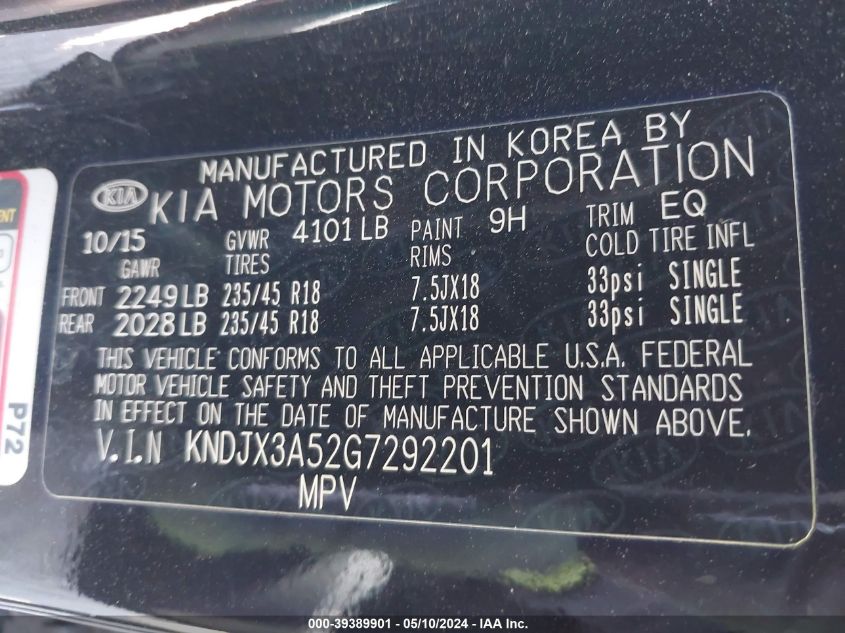 MANUFACTURED IN KOREA BY
KIA KIA MOTORS CORPORATION
10/15 GVWR 4101 LB PAINT 9H TRIM EQ
GAWR TIRES RIMS COLD TIRE INFL
FRONT 2249 LB 235/45 R18 7.5JX18 33psi SINGLE
REAR 2028 LB 235/45 R18 7.5JX18 33psi SINGLE
THIS VEHICLE CONFORMS TO ALL APPLICABLE U.S.A. FEDERAL
MOTOR VEHICLE SAFETY AND THEFT PREVENTION STANDARDS
IN EFFECT ON THE DATE OF MANUFACTURE SHOWN ABOVE.
V.I.N KNDJX3A52G7292201
MPV
P72
000-39389901 - 05/10/2024 - IAA Inc.